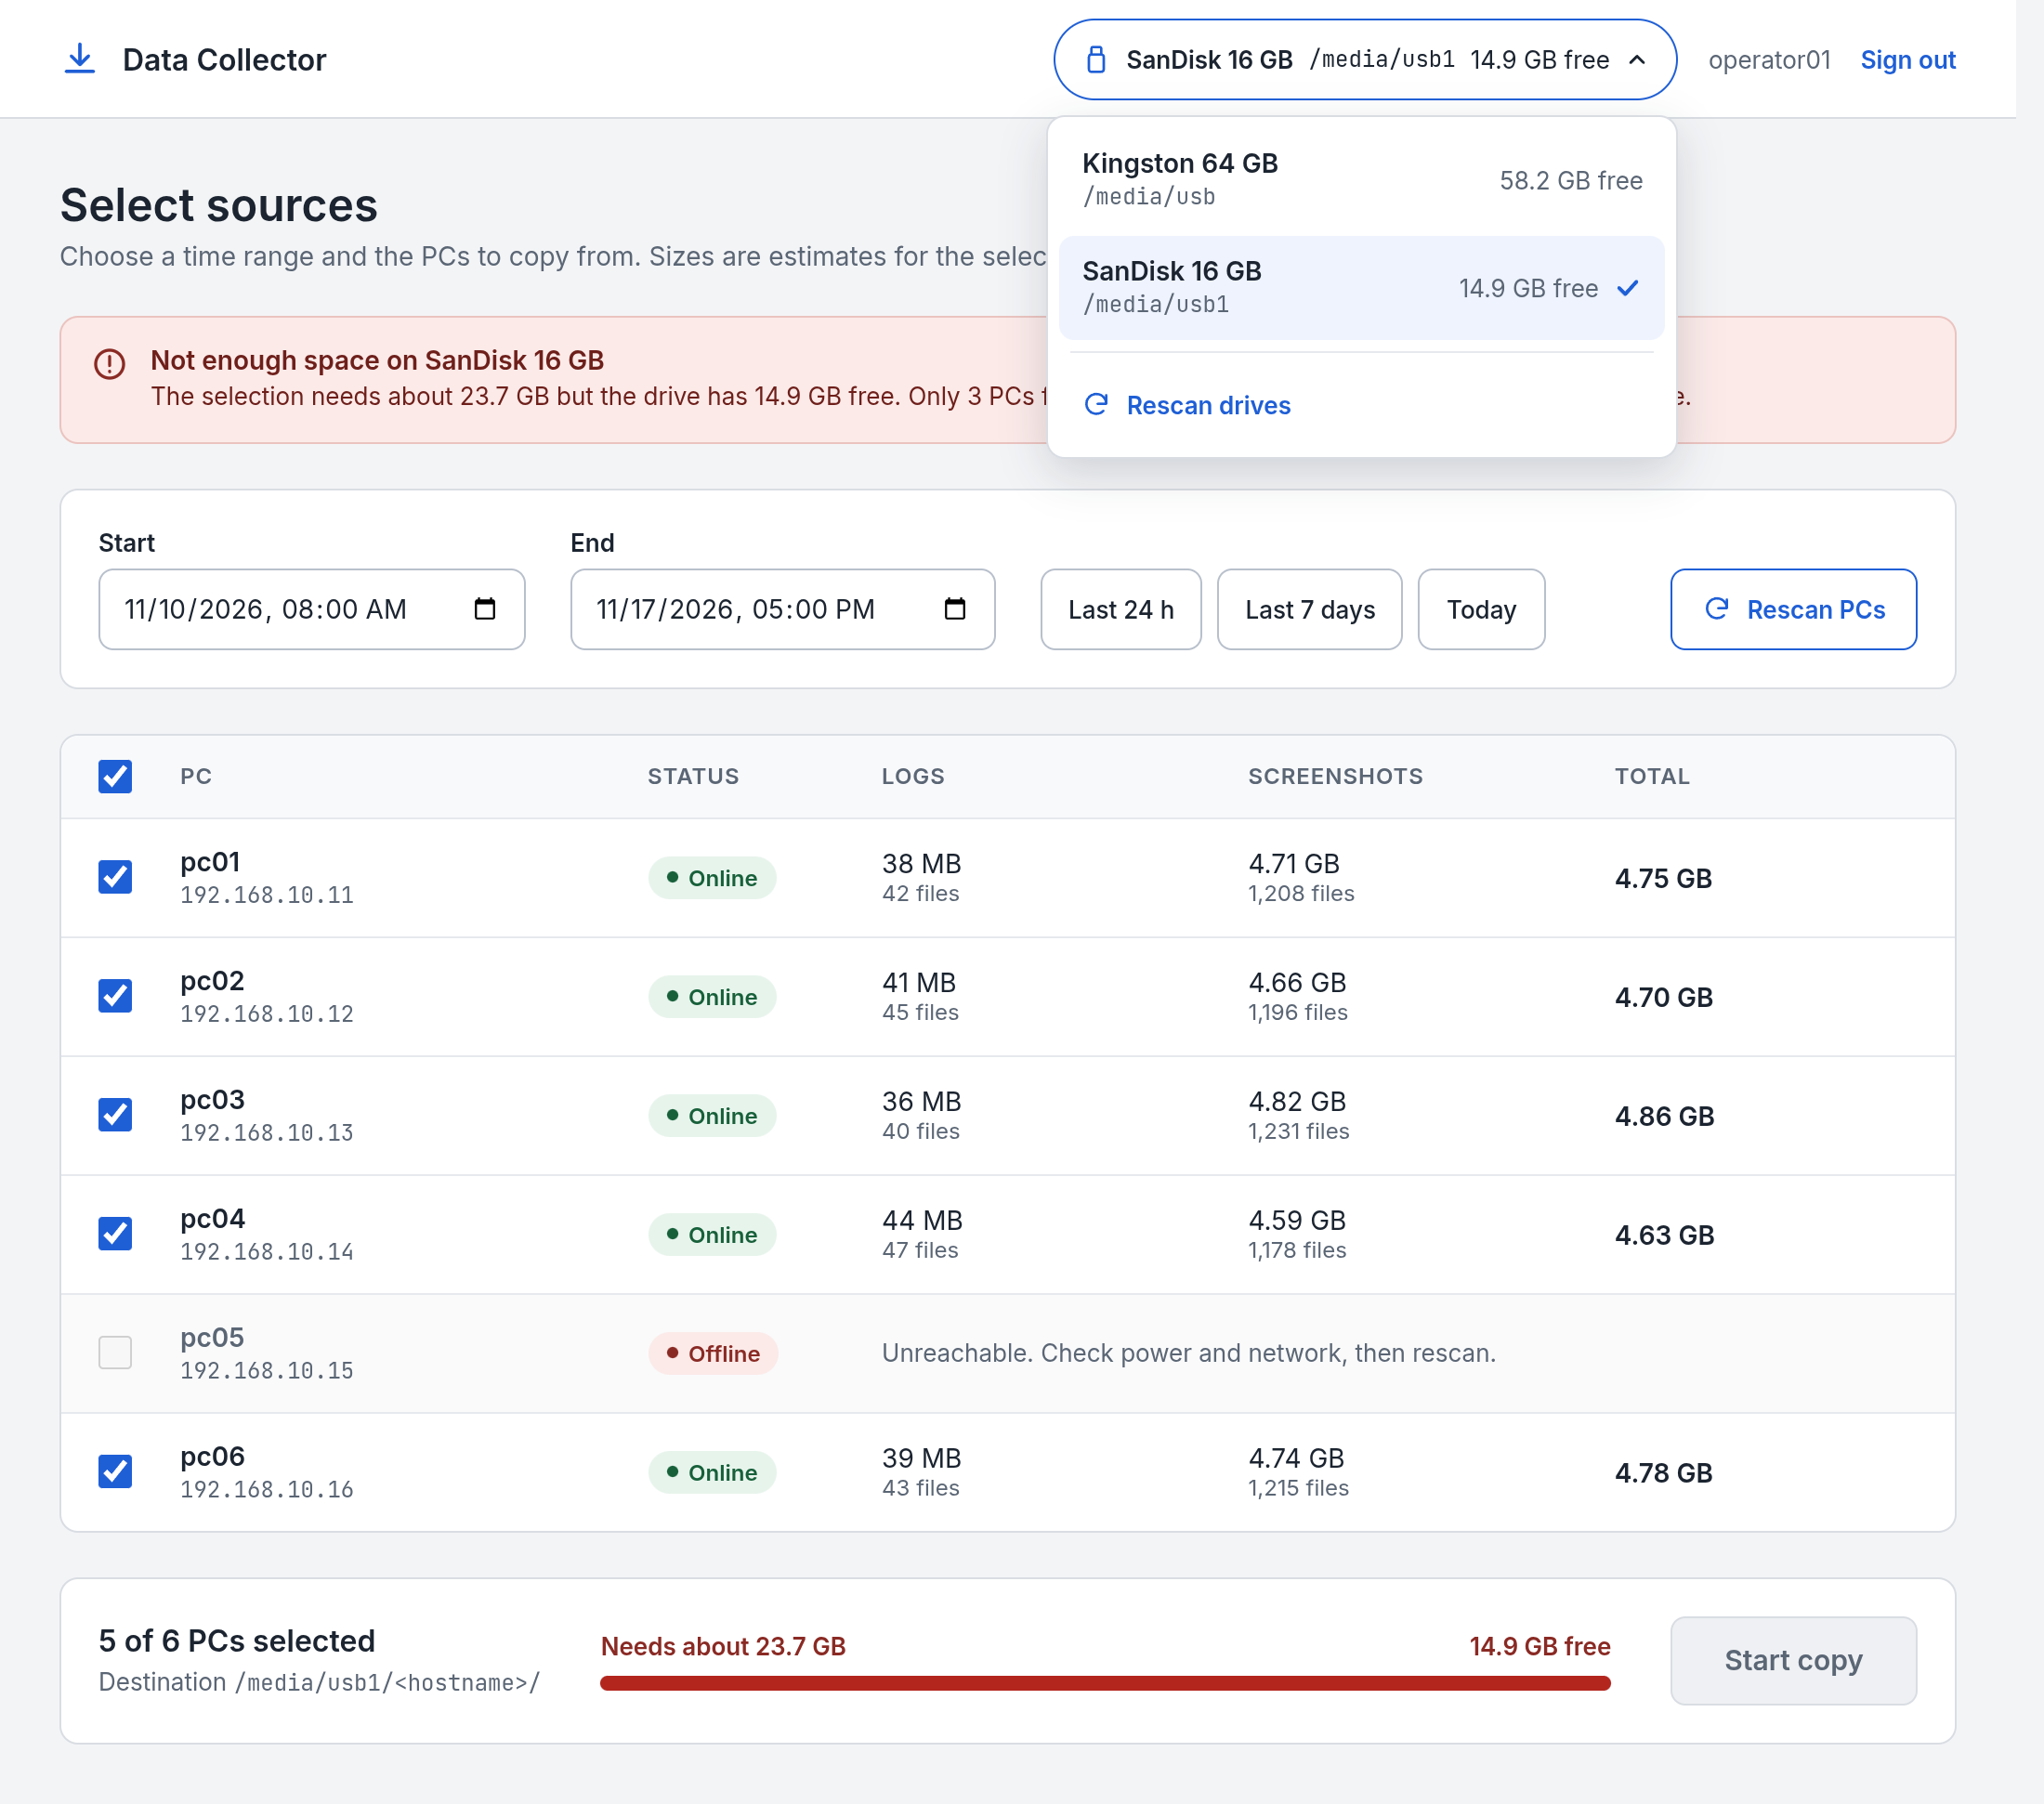 Data Collector
SanDisk 16 GB /media/usb1 14.9 GB free
operator01
Sign out
Kingston 64 GB
/media/usb
58.2 GB free
SanDisk 16 GB
/media/usb1
14.9 GB free
Rescan drives
Select sources
Choose a time range and the PCs to copy from. Sizes are estimates for the
Not enough space on SanDisk 16 GB
The selection needs about 23.7 GB but the drive has 14.9 GB free. Only 3 PCs
Start
11/10/2026, 08:00 AM
End
11/17/2026, 05:00 PM
Last 24 h
Last 7 days
Today
Rescan PCs
PC STATUS LOGS SCREENSHOTS TOTAL
pc01
192.168.10.11
Online
38 MB
42 files
4.71 GB
1,208 files
4.75 GB
pc02
192.168.10.12
Online
41 MB
45 files
4.66 GB
1,196 files
4.70 GB
pc03
192.168.10.13
Online
36 MB
40 files
4.82 GB
1,231 files
4.86 GB
pc04
192.168.10.14
Online
44 MB
47 files
4.59 GB
1,178 files
4.63 GB
pc05
192.168.10.15
Offline
Unreachable. Check power and network, then rescan.
pc06
192.168.10.16
Online
39 MB
43 files
4.74 GB
1,215 files
4.78 GB
5 of 6 PCs selected
Destination /media/usb1/<hostname>/
Needs about 23.7 GB
14.9 GB free
Start copy